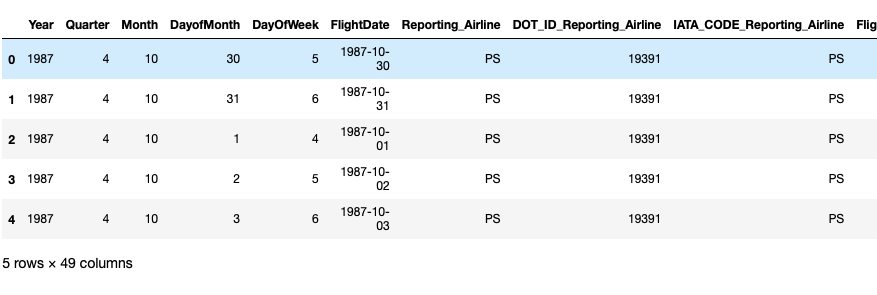 Year Quarter Month DayofMonth DayOfWeek FlightDate Reporting_Airline DOT_ID_Reporting_Airline IATA_CODE_Reporting_Airline Flig
0 1987 4 10 30 5 1987-10-30 PS 19391 PS
1 1987 4 10 31 6 1987-10-31 PS 19391 PS
2 1987 4 10 1 4 1987-10-01 PS 19391 PS
3 1987 4 10 2 5 1987-10-02 PS 19391 PS
4 1987 4 10 3 6 1987-10-03 PS 19391 PS
5 rows × 49 columns